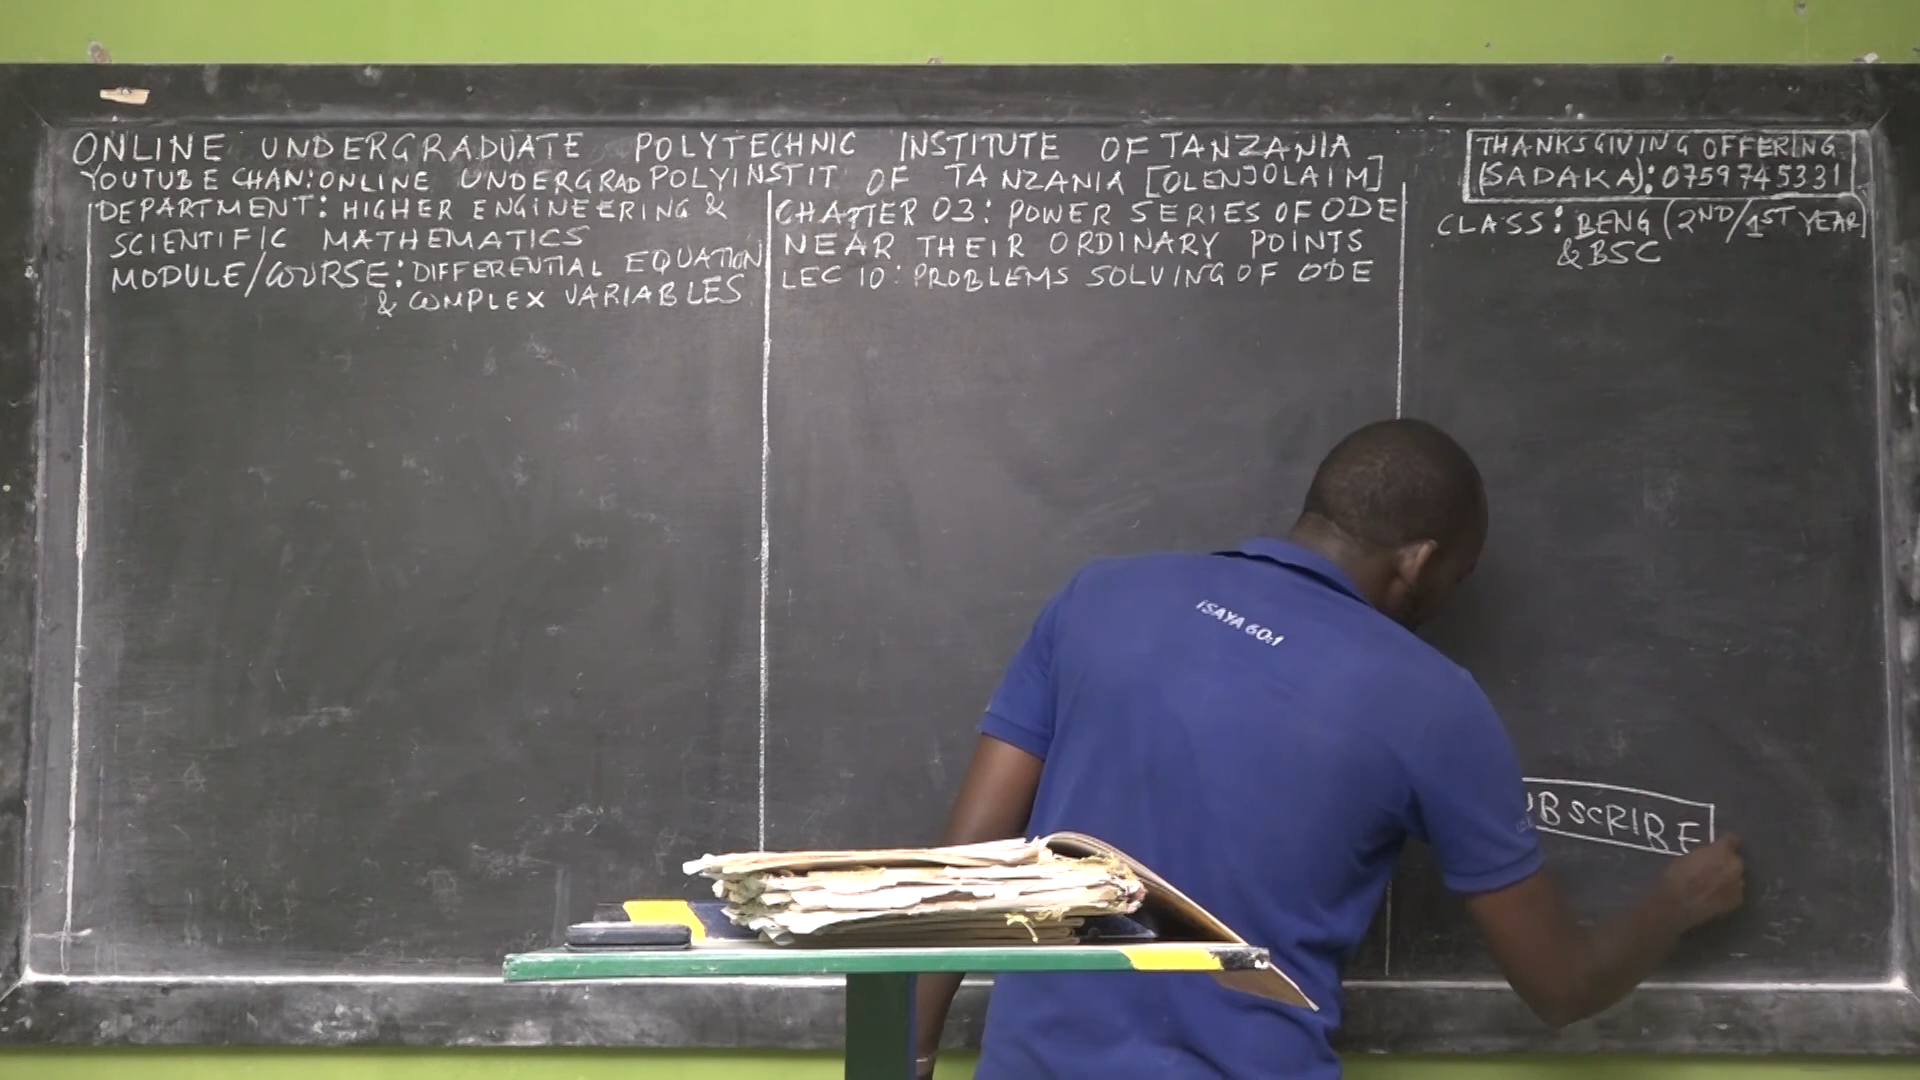 ONLINE UNDERGRADUATE POLYTECHNIC INSTITUTE OF TANZANIA
YOUTUBE CHAN:ONLINE UNDERGRAD POLYINSTIT OF TANZANIA [OLENJOLAIM]
DEPARTMENT: HIGHER ENGINEERING &
SCIENTIFIC MATHEMATICS
MODULE/COURSE: DIFFERENTIAL EQUATION
& COMPLEX VARIABLES
CHAPTER 03: POWER SERIES OF ODE
NEAR THEIR ORDINARY POINTS
LEC 10: PROBLEMS SOLVING OF ODE
THANKSGIVING OFFERING
(SADAKA): 0759745331
CLASS: BENG (2ND/1ST YEAR)
& BSC
ISAYA 60:1
UBSCRIBE